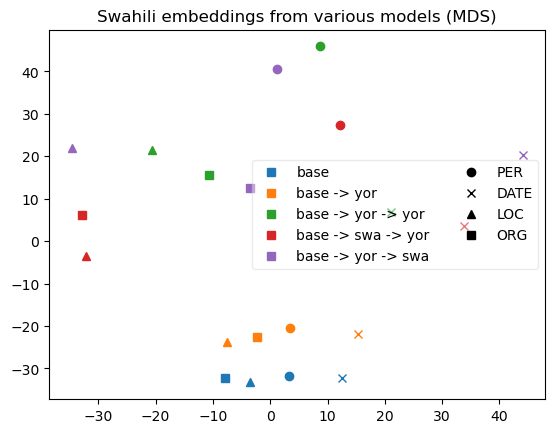 Swahili embeddings from various models (MDS)
40
30
20
10
0
−10
−20
−30
base
base -> yor
base -> yor -> yor
base -> swa -> yor
base -> yor -> swa
PER
DATE
LOC
ORG
−30 −20 −10 0 10 20 30 40